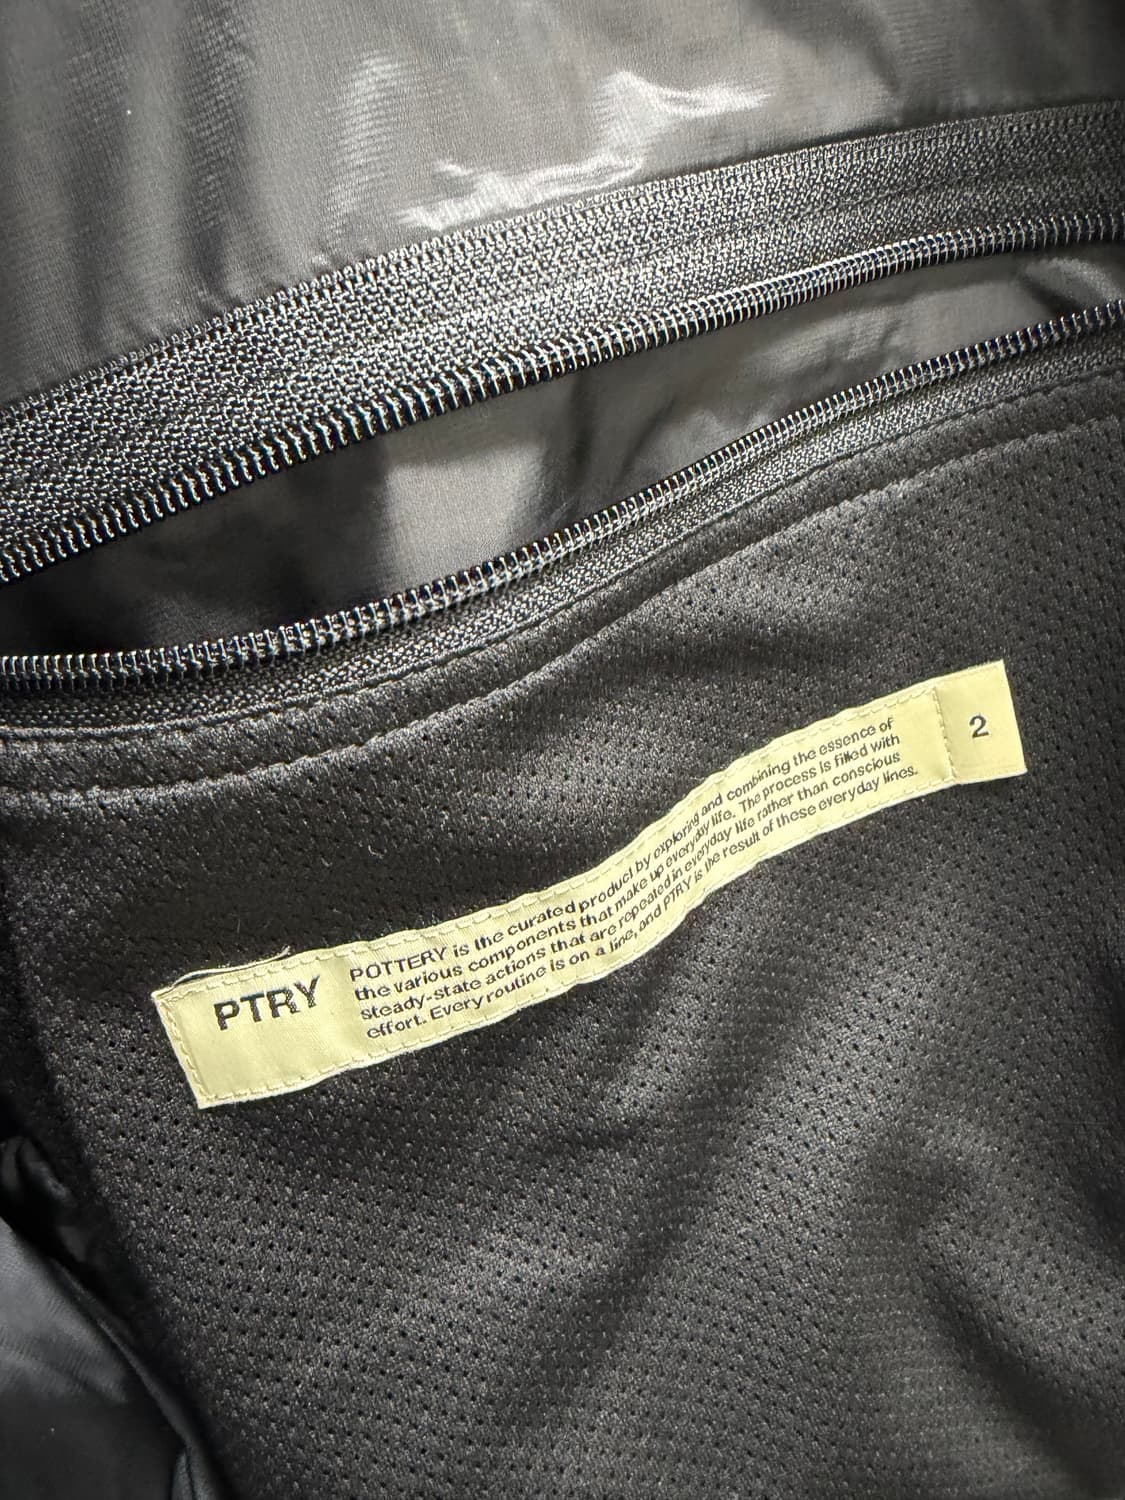 PTRY
POTTERY is the curated product by exploring and combining the essence of
the various components that make up everyday life. The process is filled with
steady-state actions that are repeated in everyday life rather than conscious
effort. Every routine is on a line, and PTRY is the result of these everyday lines.
2